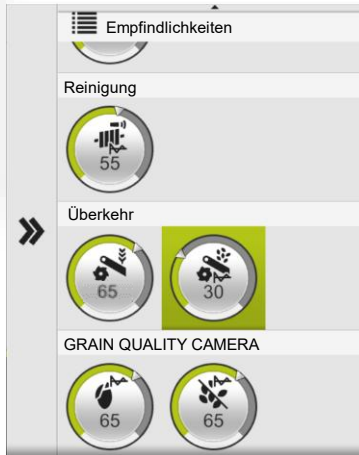 Empfindlichkeiten
Reinigung
55
Überkehr
65 30
GRAIN QUALITY CAMERA
65 65